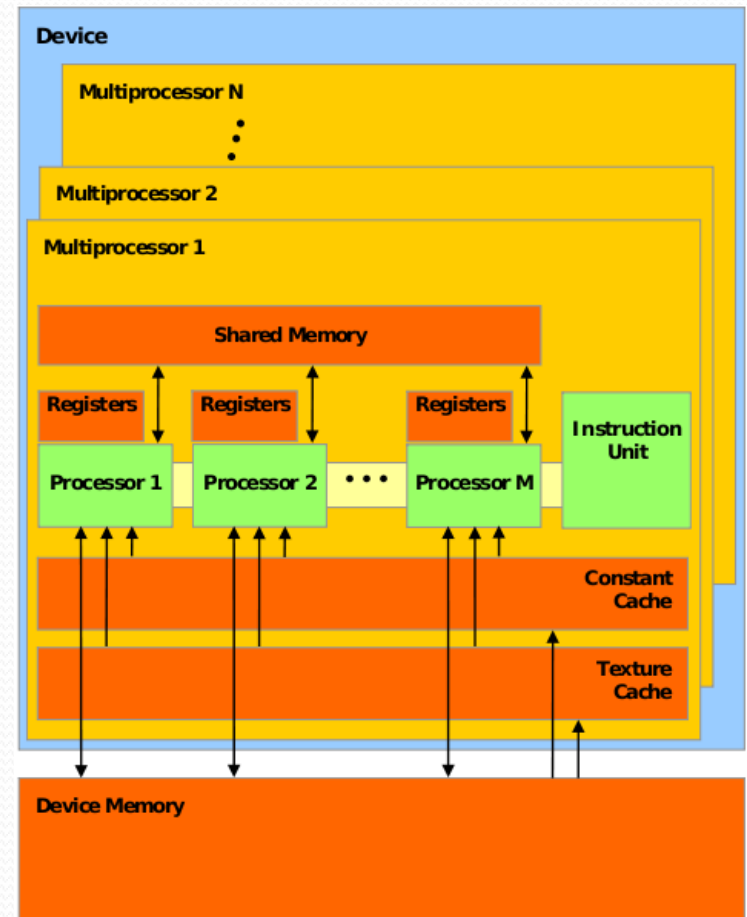 Device
Multiprocessor N
Multiprocessor 2
Multiprocessor 1
Shared Memory
Registers
Registers
Registers
Instruction
Unit
Processor 1
Processor 2
Processor M
Constant
Cache
Texture
Cache
Device Memory